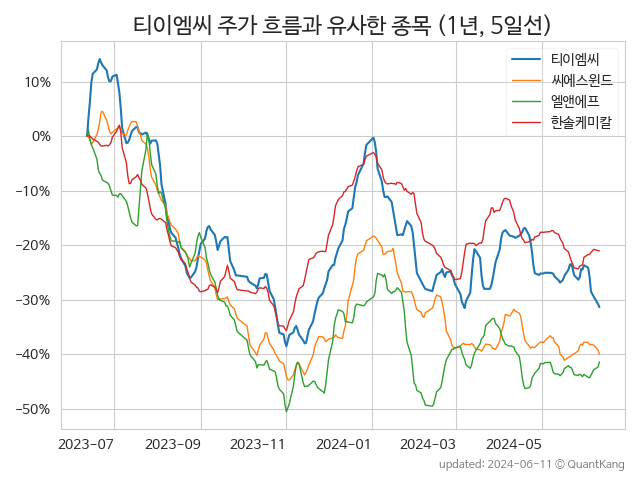 티이엠씨 주가 흐름과 유사한 종목 (1년, 5일선)
티이엠씨
씨에스윈드
엘앤에프
한솔케미칼
10%
0%
−10%
−20%
−30%
−40%
−50%
2023-07 2023-09 2023-11 2024-01 2024-03 2024-05
updated: 2024-06-11 © QuantKang